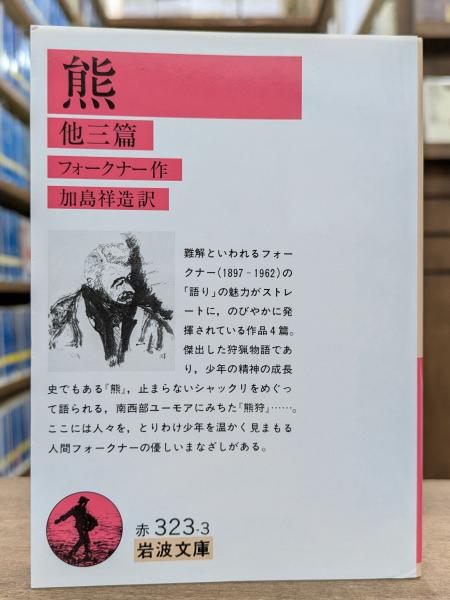 熊
他三篇
フォークナー作
加島祥造訳
難解といわれるフォー
クナー(1897‐1962)の
「語り」の魅力がストレ
ートに，のびやかに発
揮されている作品4篇。
傑出した狩猟物語であ
り，少年の精神の成長
史でもある『熊』，止まらないシャックリをめぐっ
て語られる，南西部ユーモアにみちた『熊狩』……。
ここには人々を，とりわけ少年を温かく見まもる
人間フォークナーの優しいまなざしがある。
赤 323-3
岩波文庫